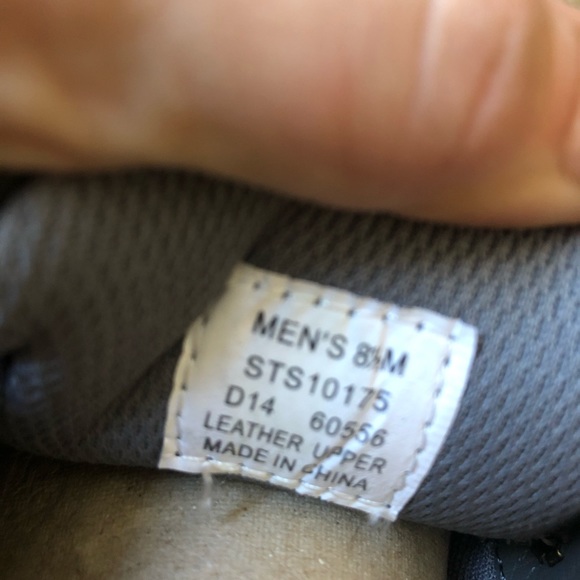 MEN'S 8½M
STS10175
D14 60556
LEATHER UPPER
MADE IN CHINA